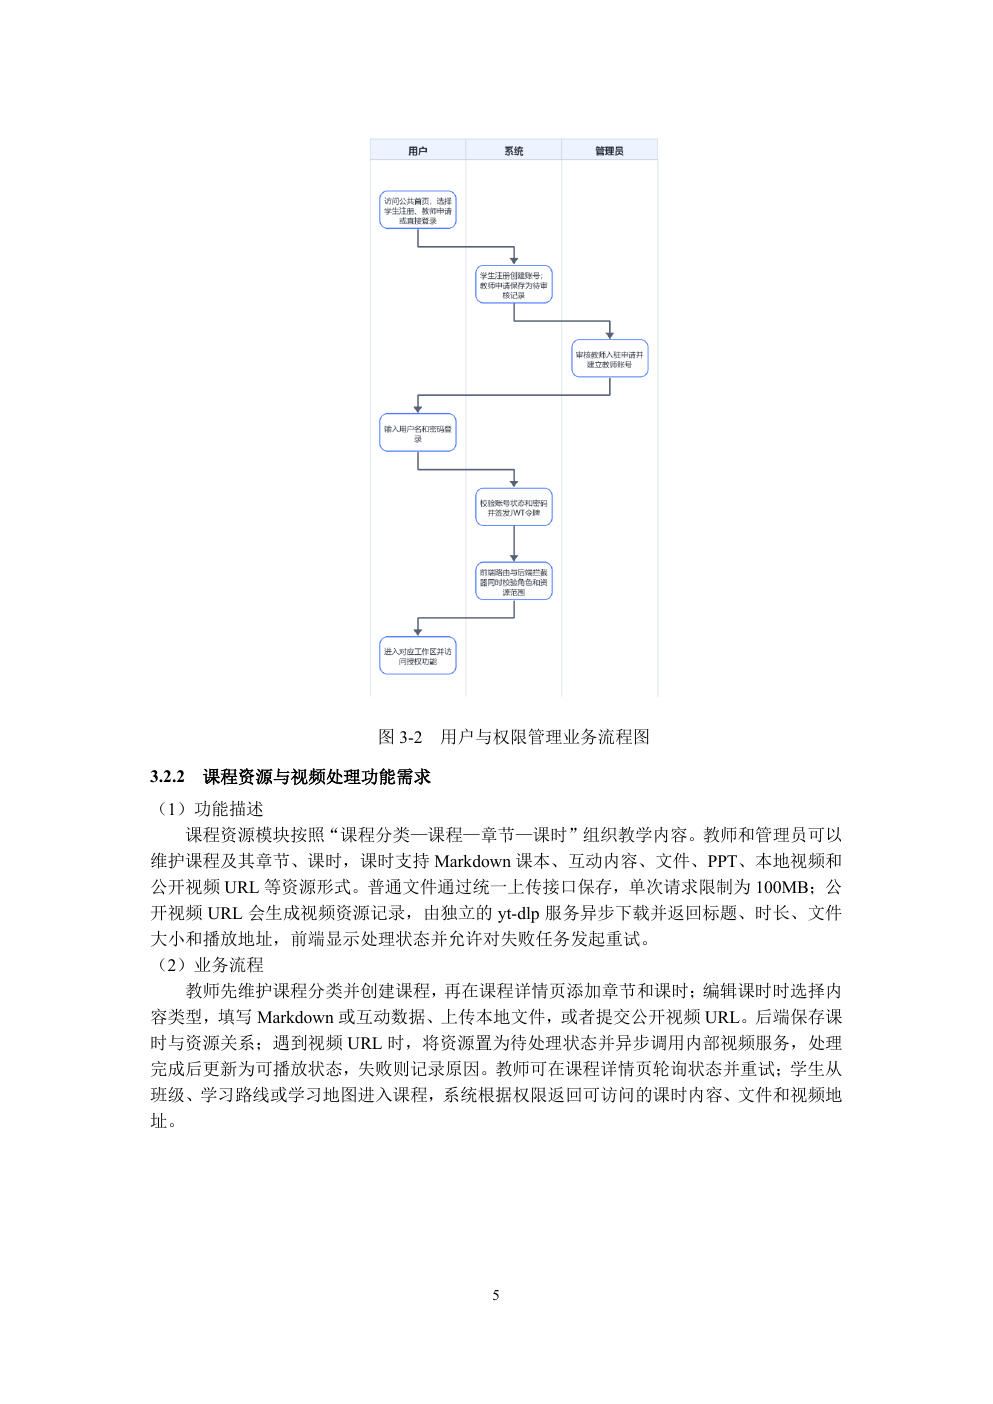 用户
系统
管理员
访问公共首页，选择
学生注册、教师申请
或直接登录
学生注册创建账号；
教师申请保存为待审
核记录
审核教师入驻申请并
建立教师账号
输入用户名和密码登
录
校验账号状态和密码
并签发JWT令牌
前端路由与后端拦截
器同时校验角色和资
源范围
进入对应工作区并访
问授权功能
图 3-2 用户与权限管理业务流程图
3.2.2 课程资源与视频处理功能需求
（1）功能描述
课程资源模块按照“课程分类—课程—章节—课时”组织教学内容。教师和管理员可以
维护课程及其章节、课时，课时支持 Markdown 课本、互动内容、文件、PPT、本地视频和
公开视频 URL 等资源形式。普通文件通过统一上传接口保存，单次请求限制为 100MB；公
开视频 URL 会生成视频资源记录，由独立的 yt-dlp 服务异步下载并返回标题、时长、文件
大小和播放地址，前端显示处理状态并允许对失败任务发起重试。
（2）业务流程
教师先维护课程分类并创建课程，再在课程详情页添加章节和课时；编辑课时时选择内
容类型，填写 Markdown 或互动数据、上传本地文件，或者提交公开视频 URL。后端保存课
时与资源关系；遇到视频 URL 时，将资源置为待处理状态并异步调用内部视频服务，处理
完成后更新为可播放状态，失败则记录原因。教师可在课程详情页轮询状态并重试；学生从
班级、学习路线或学习地图进入课程，系统根据权限返回可访问的课时内容、文件和视频地
址。
5